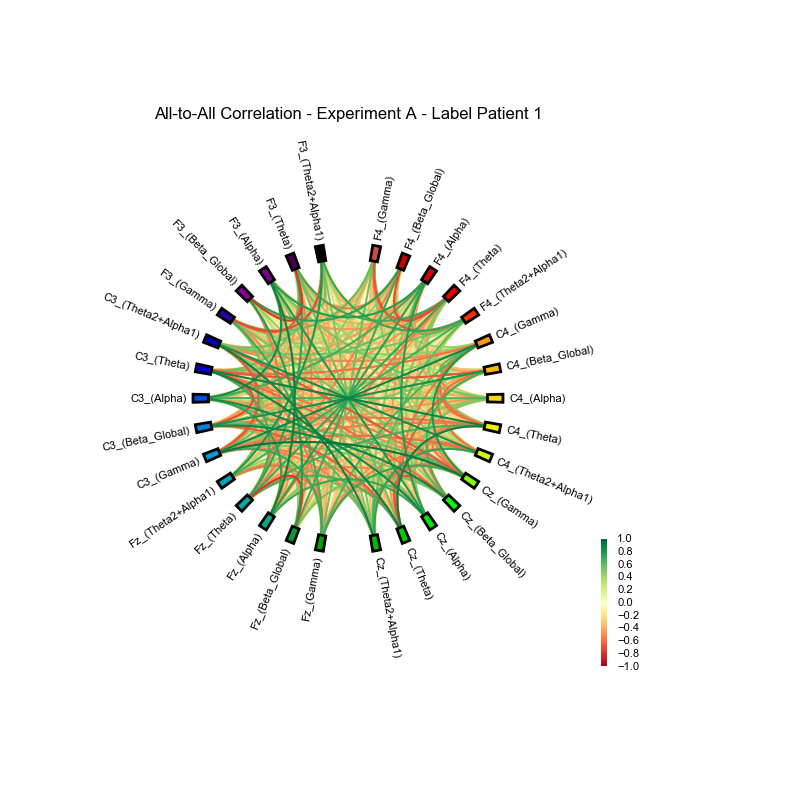 All-to-All Correlation - Experiment A - Label Patient 1
F3_(Theta2+Alpha1)
F3_(Theta)
F3_(Alpha)
F3_(Beta_Global)
F3_(Gamma)
C3_(Theta2+Alpha1)
C3_(Theta)
C3_(Alpha)
C3_(Beta_Global)
C3_(Gamma)
Fz_(Theta2+Alpha1)
Fz_(Theta)
Fz_(Alpha)
Fz_(Beta_Global)
Fz_(Gamma)
Cz_(Theta2+Alpha1)
Cz_(Theta)
Cz_(Alpha)
Cz_(Beta_Global)
Cz_(Gamma)
C4_(Theta2+Alpha1)
C4_(Theta)
C4_(Alpha)
C4_(Beta_Global)
C4_(Gamma)
F4_(Theta2+Alpha1)
F4_(Theta)
F4_(Alpha)
F4_(Beta_Global)
F4_(Gamma)
1.0
0.8
0.6
0.4
0.2
0.0
−0.2
−0.4
−0.6
−0.8
−1.0